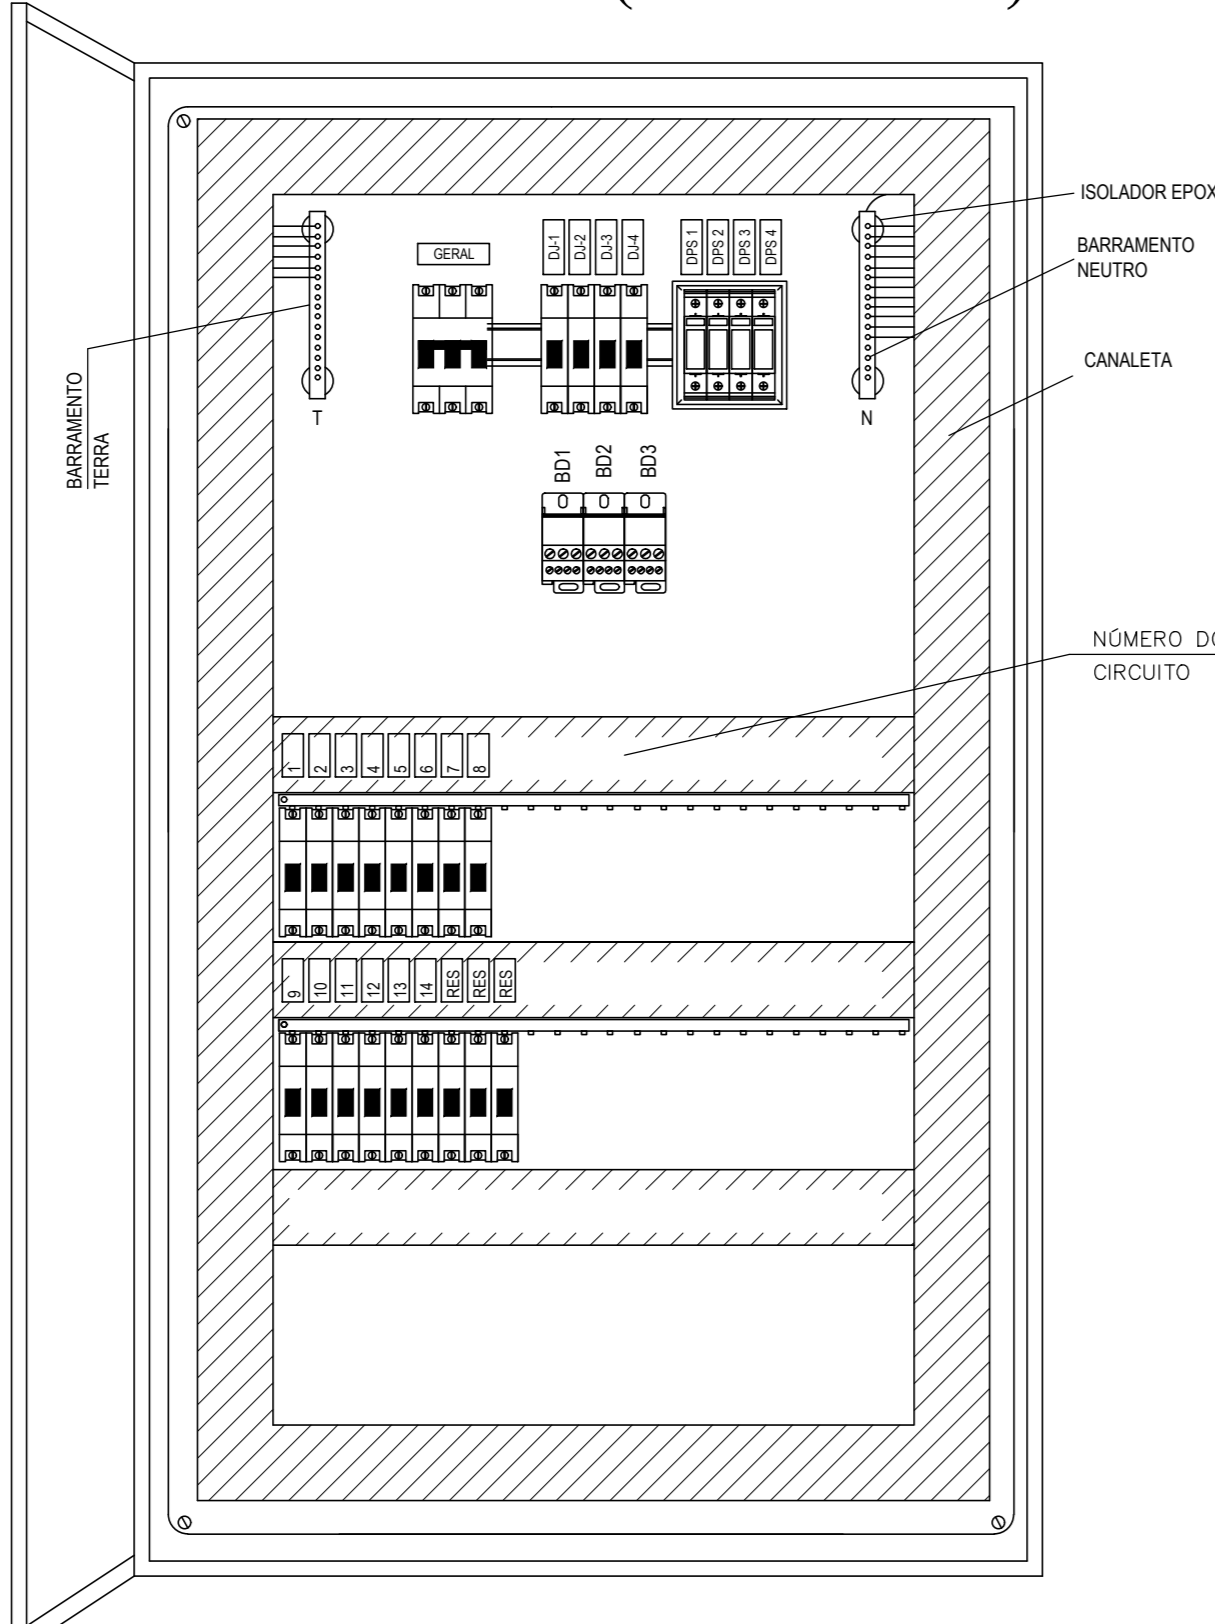 ISOLADOR EPOX
DJ-1
DJ-2
DJ-3
DJ-4
DPS 1
DPS 2
DPS 3
DPS 4
GERAL
BARRAMENTO
NEUTRO
CANALETA
BARRAMENTO
TERRA
T
N
BD1
BD2
BD3
NÚMERO DO
CIRCUITO
1
2
3
4
5
6
7
8
9
10
11
12
13
14
RES
RES
RES